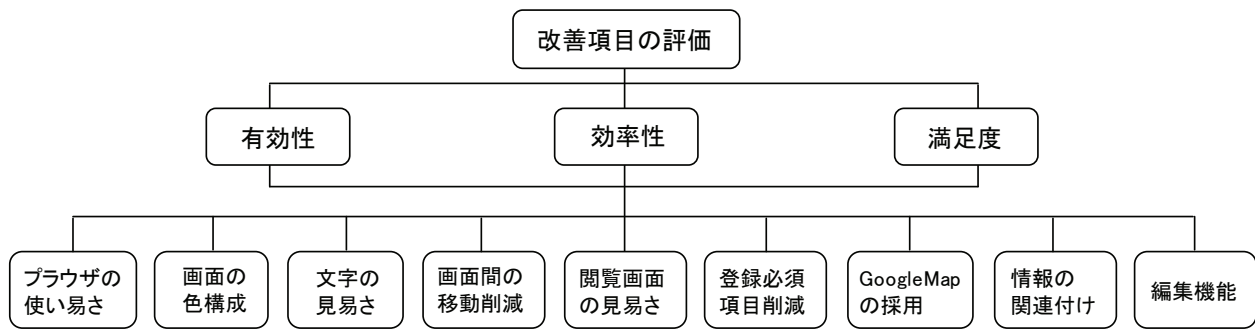 改善項目の評価
有効性
効率性
満足度
ブラウザの
使い易さ
画面の
色構成
文字の
見易さ
画面間の
移動削減
閲覧画面
の見易さ
登録必須
項目削減
GoogleMap
の採用
情報の
関連付け
編集機能